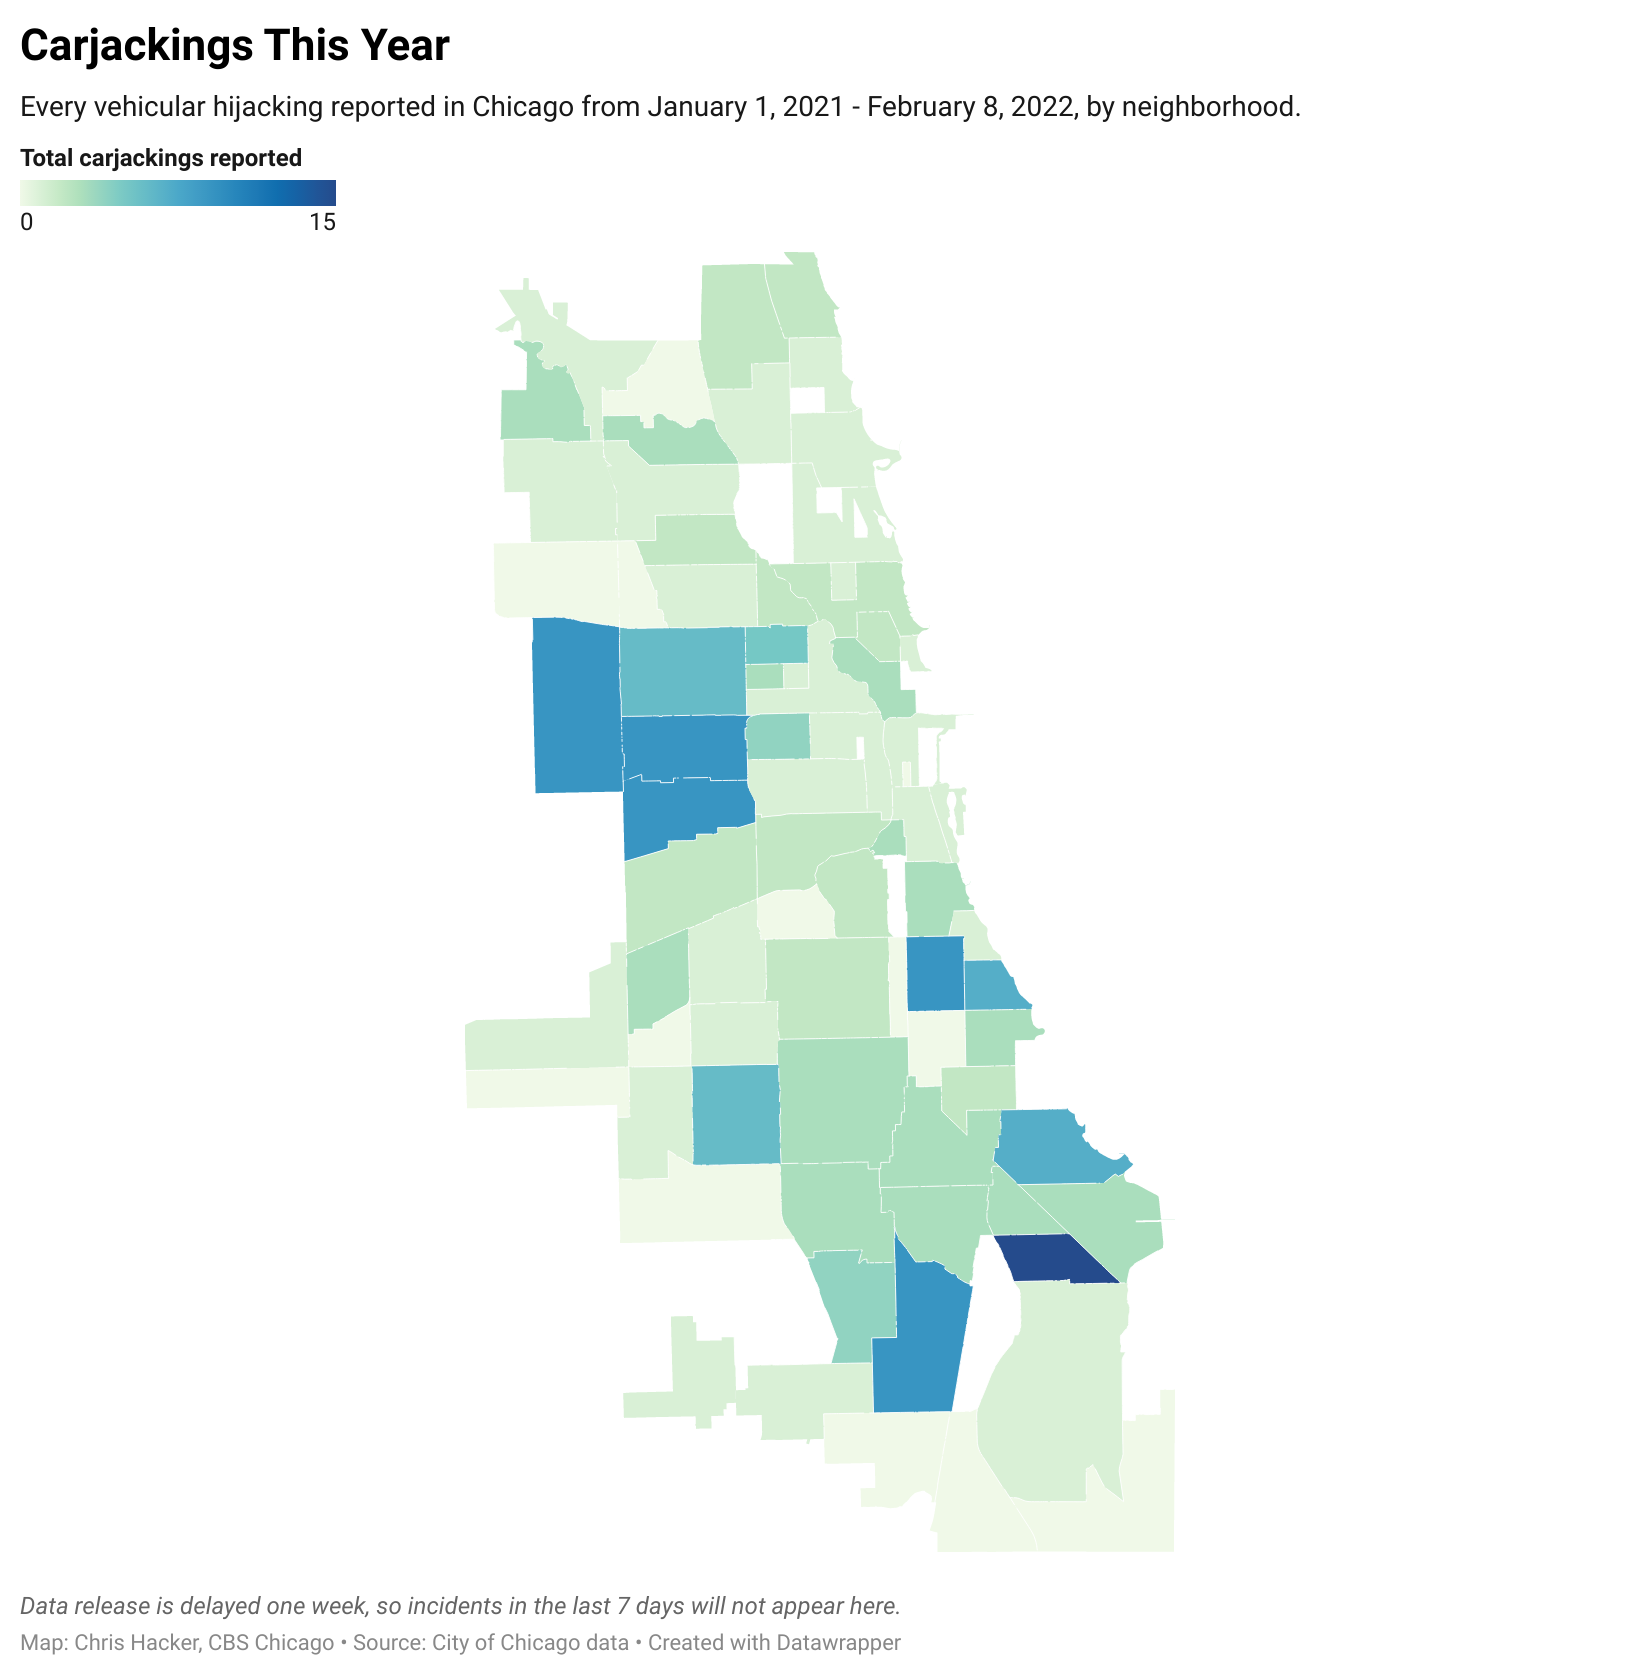 Carjackings This Year
Every vehicular hijacking reported in Chicago from January 1, 2021 - February 8, 2022, by neighborhood.
Total carjackings reported
0 15
Data release is delayed one week, so incidents in the last 7 days will not appear here.
Map: Chris Hacker, CBS Chicago • Source: City of Chicago data • Created with Datawrapper